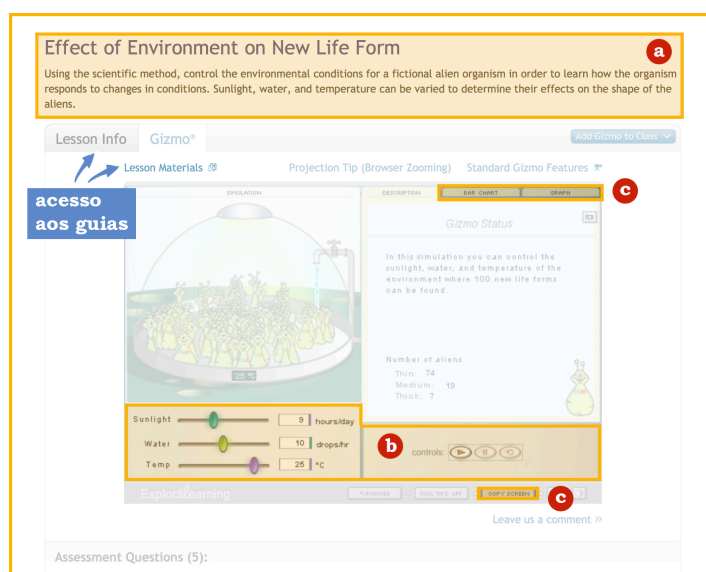 Effect of Environment on New Life Form
a
Using the scientific method, control the environmental conditions for a fictional alien organism in order to learn how the organism
responds to changes in conditions. Sunlight, water, and temperature can be varied to determine their effects on the shape of the
aliens.
Lesson Info Gizmo®
Add Gizmo to Class
Lesson Materials
Projection Tip (Browser Zooming) Standard Gizmo Features
acesso
aos guias
SIMULATION
DESCRIPTION BAR CHART GRAPH
c
Gizmo Status
In this simulation you can control the
sunlight, water, and temperature of the
environment where 100 new life forms
can be found.
25 °C
Number of aliens
Thin: 74
Medium: 19
Thick: 7
Sunlight 9 hours/day
Water 10 drops/hr
Temp 25 °C
b
controls:
ExploreLearning
POINTER TOOL TIPS OFF COPY SCREEN
c
Leave us a comment »
Assessment Questions (5):